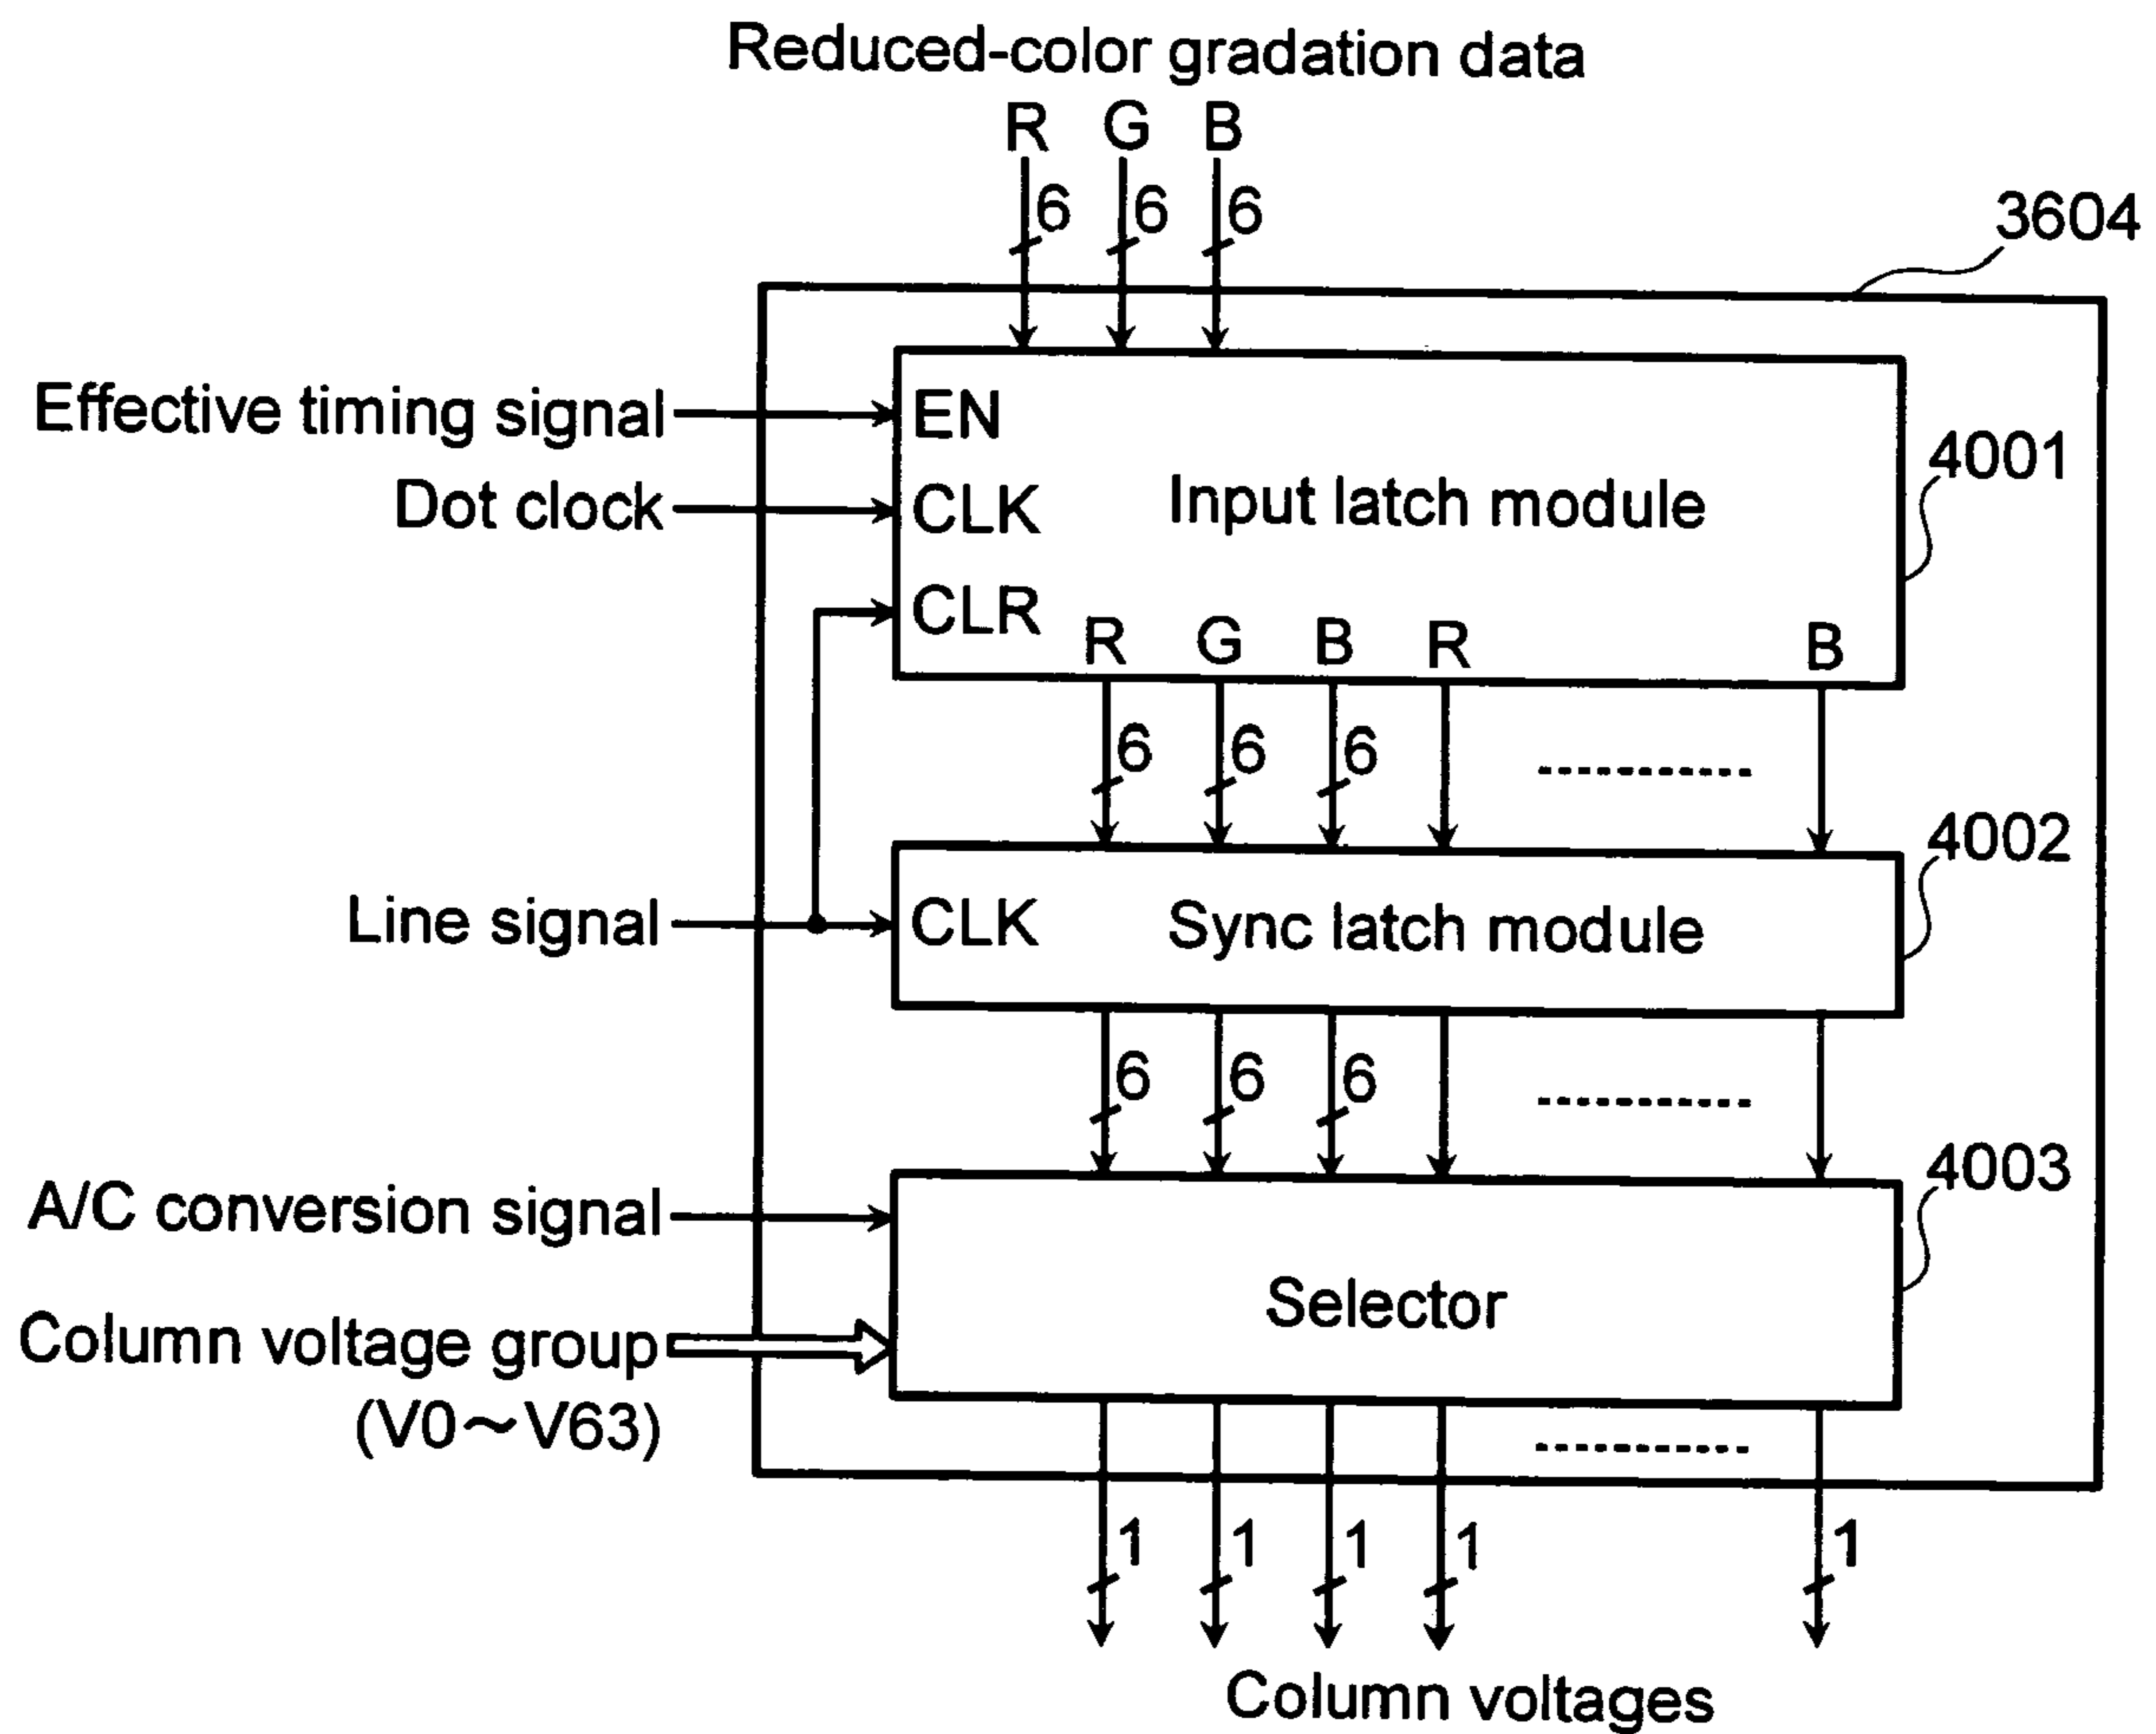 Reduced-color gradation data
R G B
6 6 6
3604
Effective timing signal
EN
4001
Dot clock
CLK
Input latch module
CLR
R G B R B
6 6 6
4002
Line signal
CLK
Sync latch module
6 6 6
4003
A/C conversion signal
Selector
Column voltage group
(V0～V63)
1 1 1 1 1
Column voltages